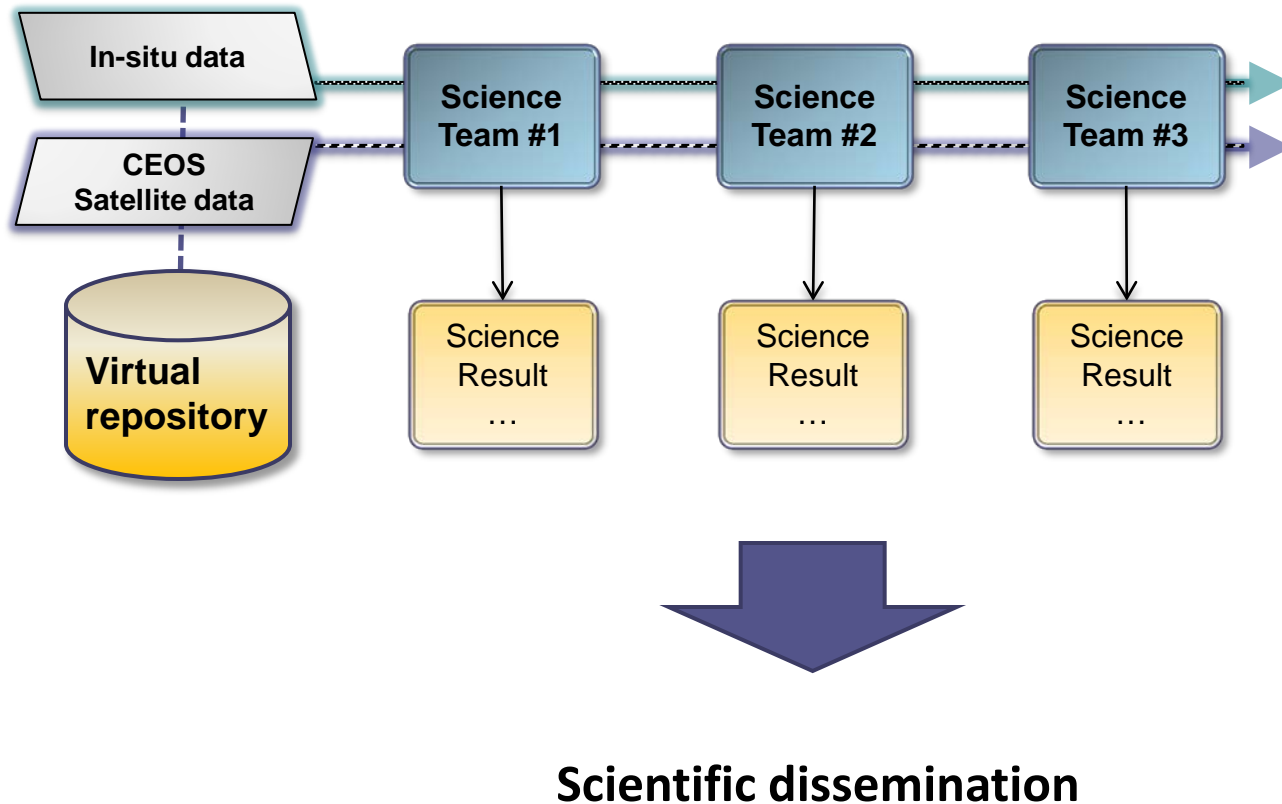 In-situ data
CEOS
Satellite data
Virtual
repository
Science
Team #1
Science
Team #2
Science
Team #3
Science
Result
…
Science
Result
…
Science
Result
…
Scientific dissemination